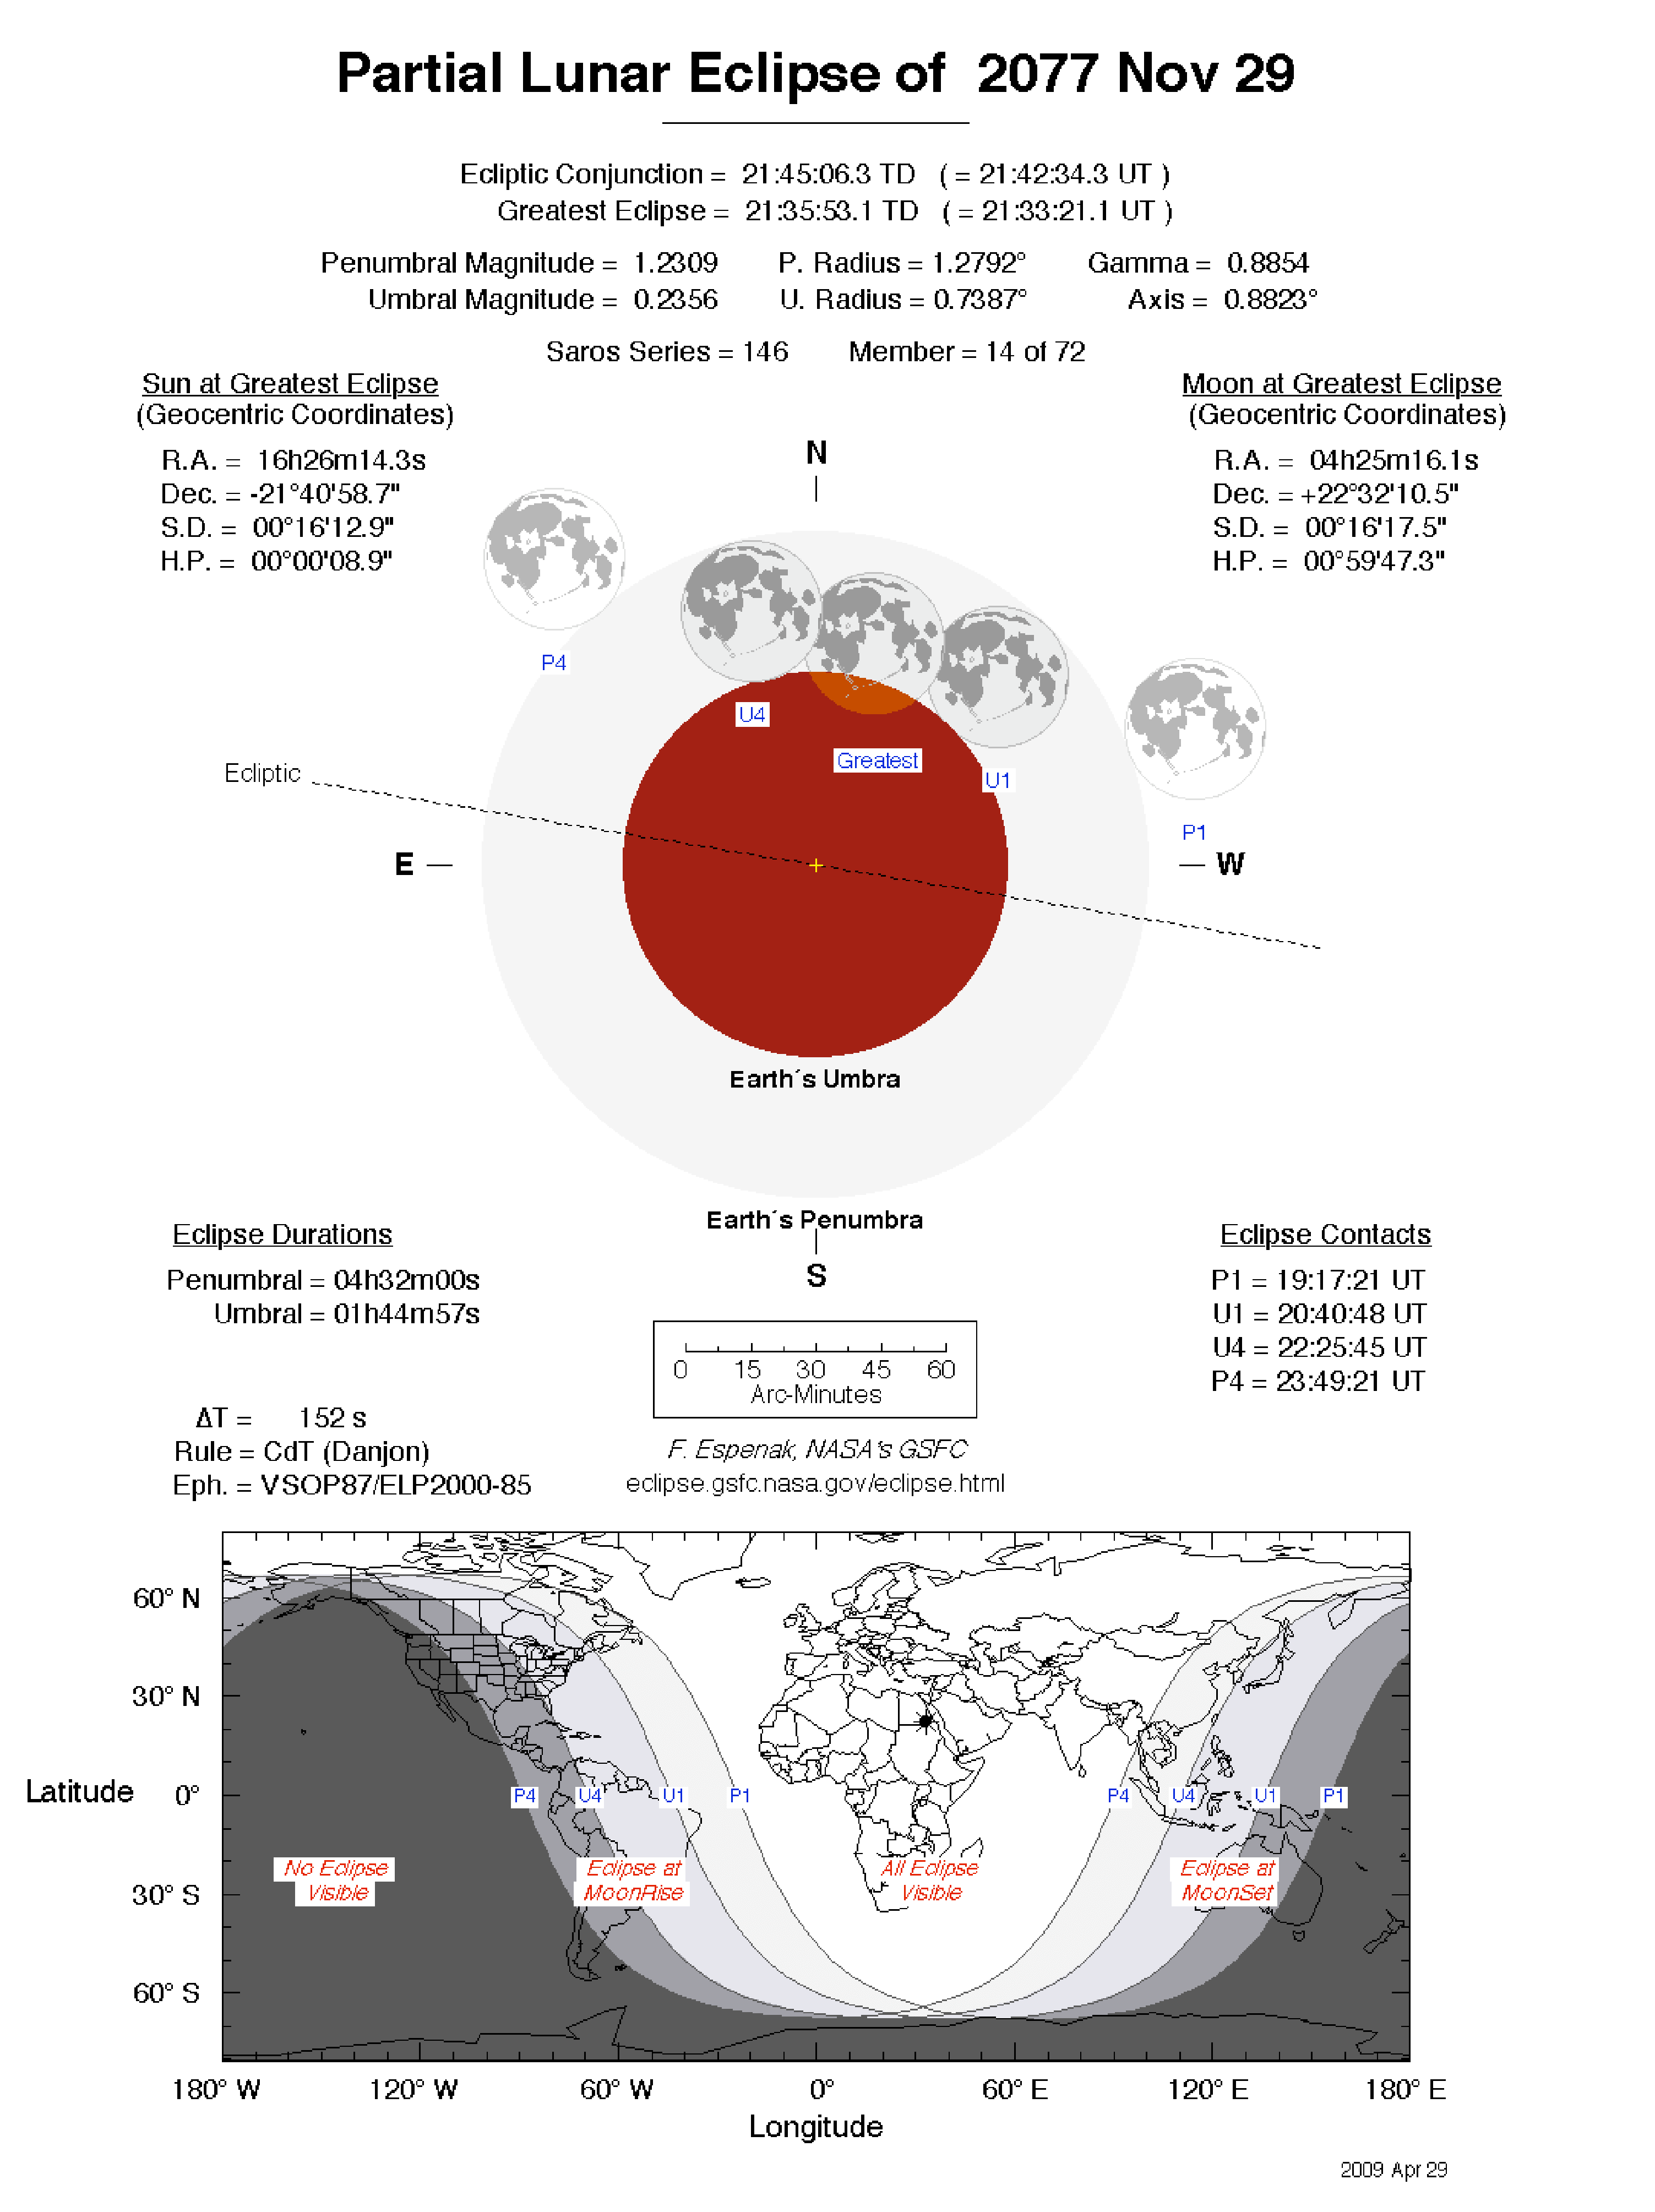 Partial Lunar Eclipse of 2077 Nov 29
Ecliptic Conjunction = 21:45:06.3 TD ( = 21:42:34.3 UT )
Greatest Eclipse = 21:35:53.1 TD ( = 21:33:21.1 UT )
Penumbral Magnitude = 1.2309 P. Radius = 1.2792° Gamma = 0.8854
Umbral Magnitude = 0.2356 U. Radius = 0.7387° Axis = 0.8823°
Saros Series = 146 Member = 14 of 72
Sun at Greatest Eclipse
(Geocentric Coordinates)
R.A. = 16h26m14.3s
Dec. = -21°40'58.7"
S.D. = 00°16'12.9"
H.P. = 00°00'08.9"
Moon at Greatest Eclipse
(Geocentric Coordinates)
R.A. = 04h25m16.1s
Dec. = +22°32'10.5"
S.D. = 00°16'17.5"
H.P. = 00°59'47.3"
N
P4
U4
Greatest
U1
P1
Ecliptic
E
W
Earth´s Umbra
Earth´s Penumbra
S
Eclipse Durations
Penumbral = 04h32m00s
Umbral = 01h44m57s
Eclipse Contacts
P1 = 19:17:21 UT
U1 = 20:40:48 UT
U4 = 22:25:45 UT
P4 = 23:49:21 UT
0 15 30 45 60
Arc-Minutes
ΔT = 152 s
Rule = CdT (Danjon)
Eph. = VSOP87/ELP2000-85
F. Espenak, NASA's GSFC
eclipse.gsfc.nasa.gov/eclipse.html
60° N
30° N
Latitude 0°
30° S
60° S
P4 U4 U1 P1 P4 U4 U1 P1
No Eclipse
Visible
Eclipse at
MoonRise
All Eclipse
Visible
Eclipse at
MoonSet
180° W 120° W 60° W 0° 60° E 120° E 180° E
Longitude
2009 Apr 29